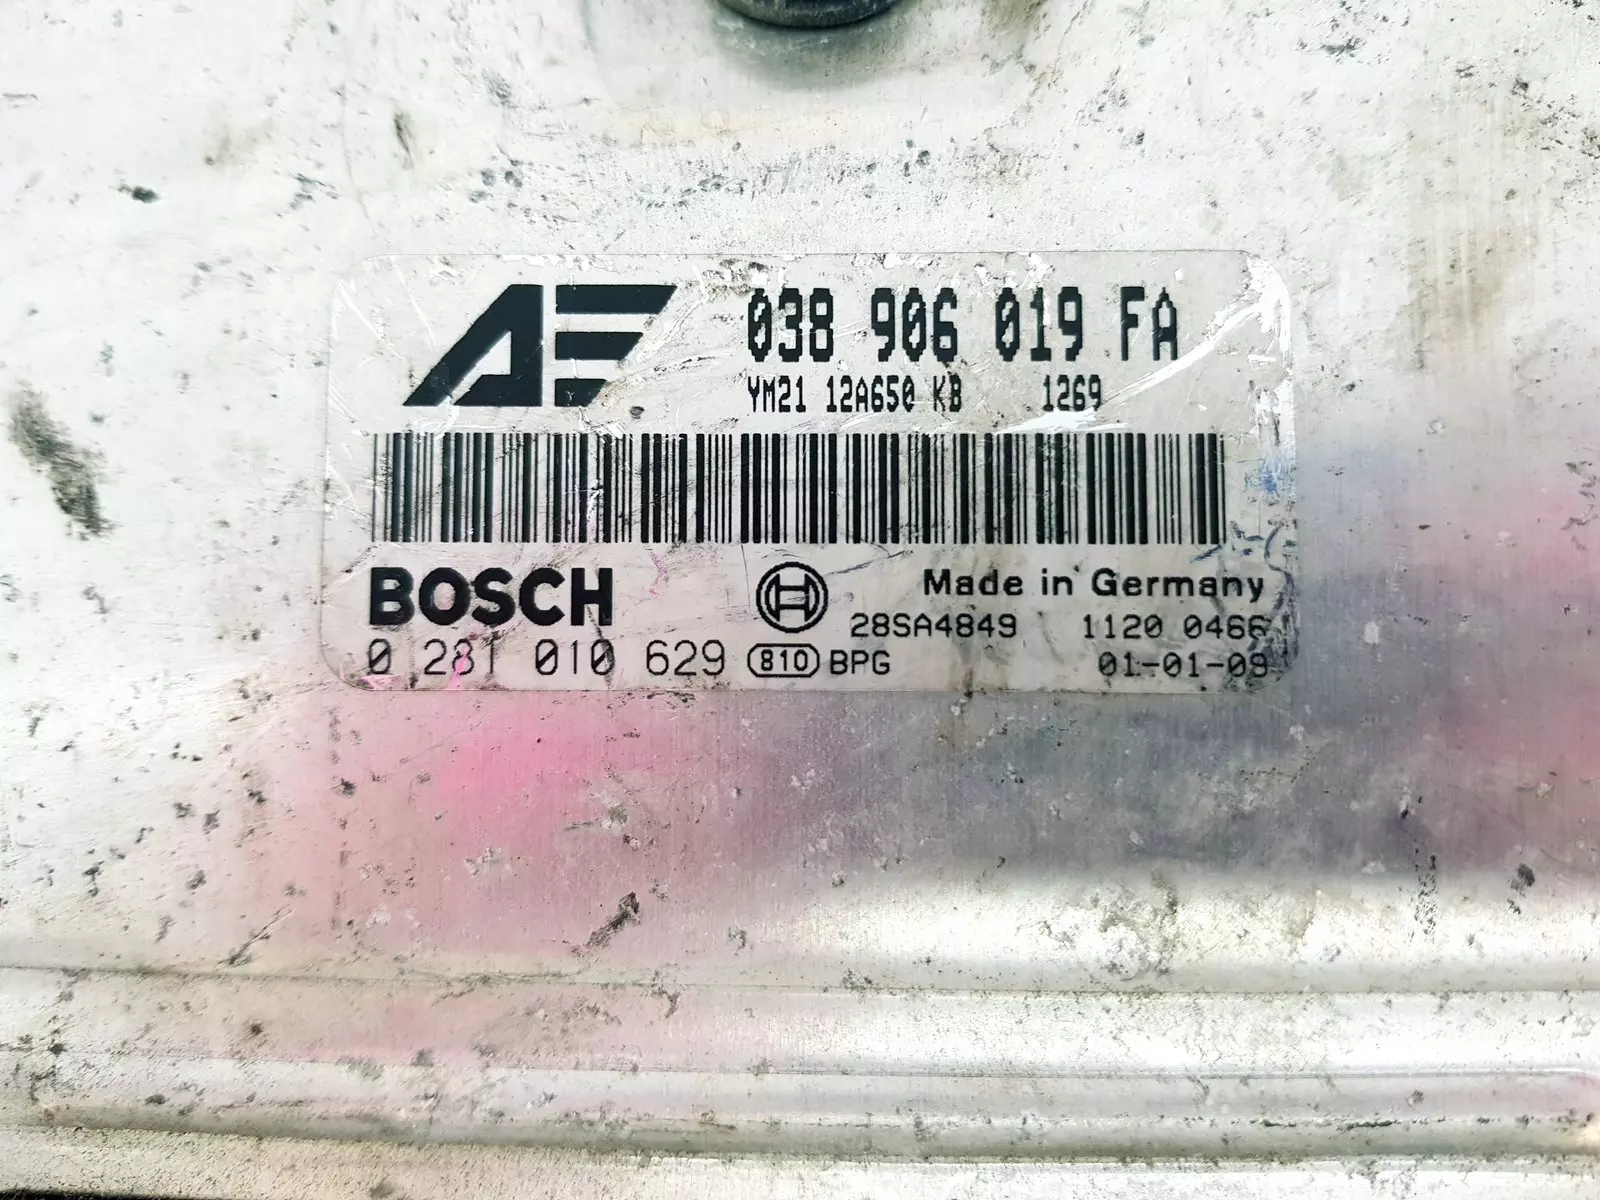 AE 038 906 019 FA
YM21 12A650 KB 1269
BOSCH Made in Germany
28SA4849 1120 0466
0 281 010 629 810 BPG 01-01-09